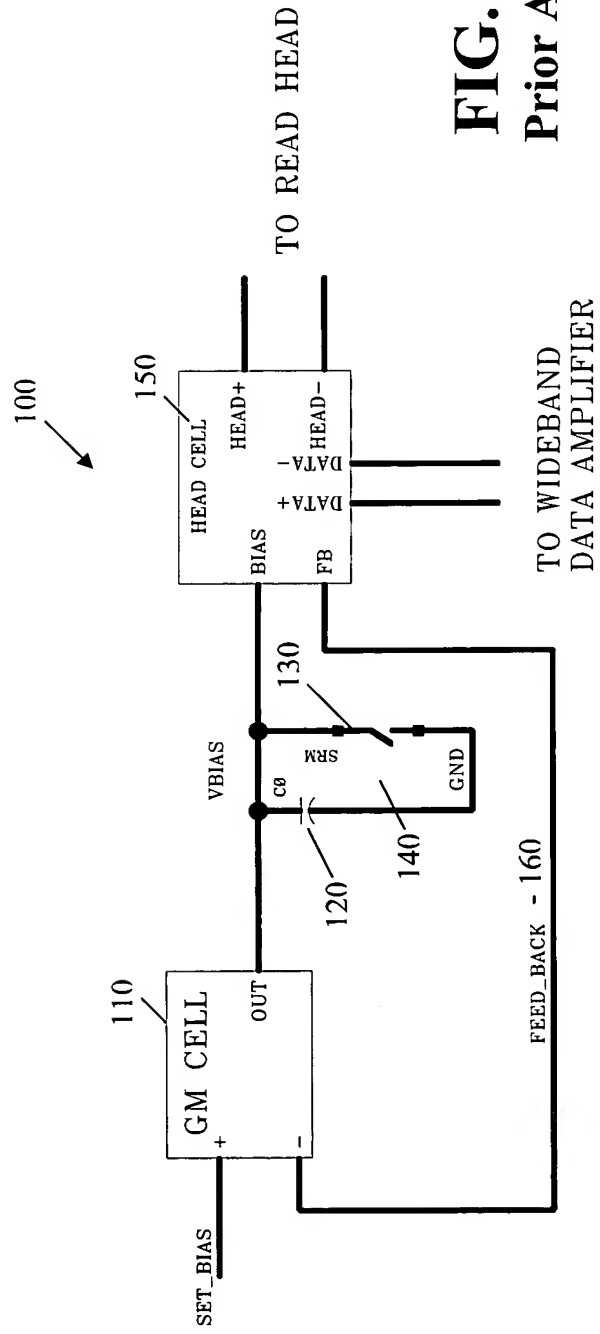 100
SET_BIAS
110
GM CELL
+
-
OUT
VBIAS
C0
120
SRM
130
140
GND
150
HEAD CELL
BIAS
FB
HEAD+
HEAD-
DATA+
DATA-
TO READ HEAD
TO WIDEBAND
DATA AMPLIFIER
FEED_BACK - 160
FIG.
Prior A